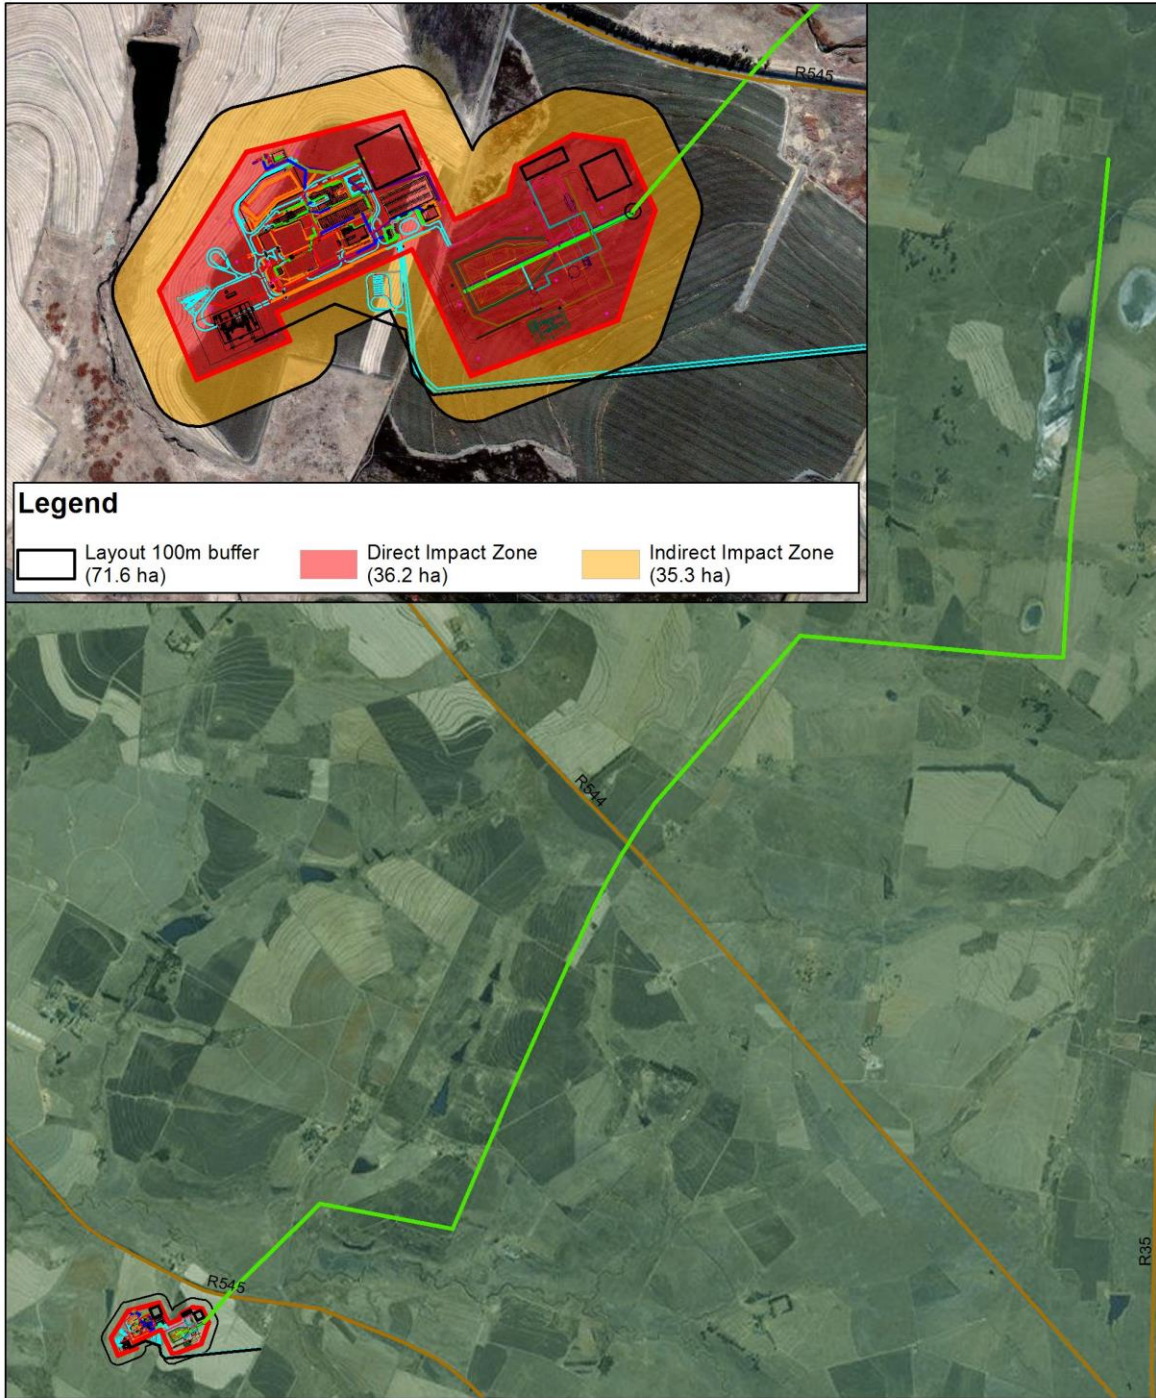 R545
Legend
Layout 100m buffer
(71.6 ha)
Direct Impact Zone
(36.2 ha)
Indirect Impact Zone
(35.3 ha)
R544
R545
R35